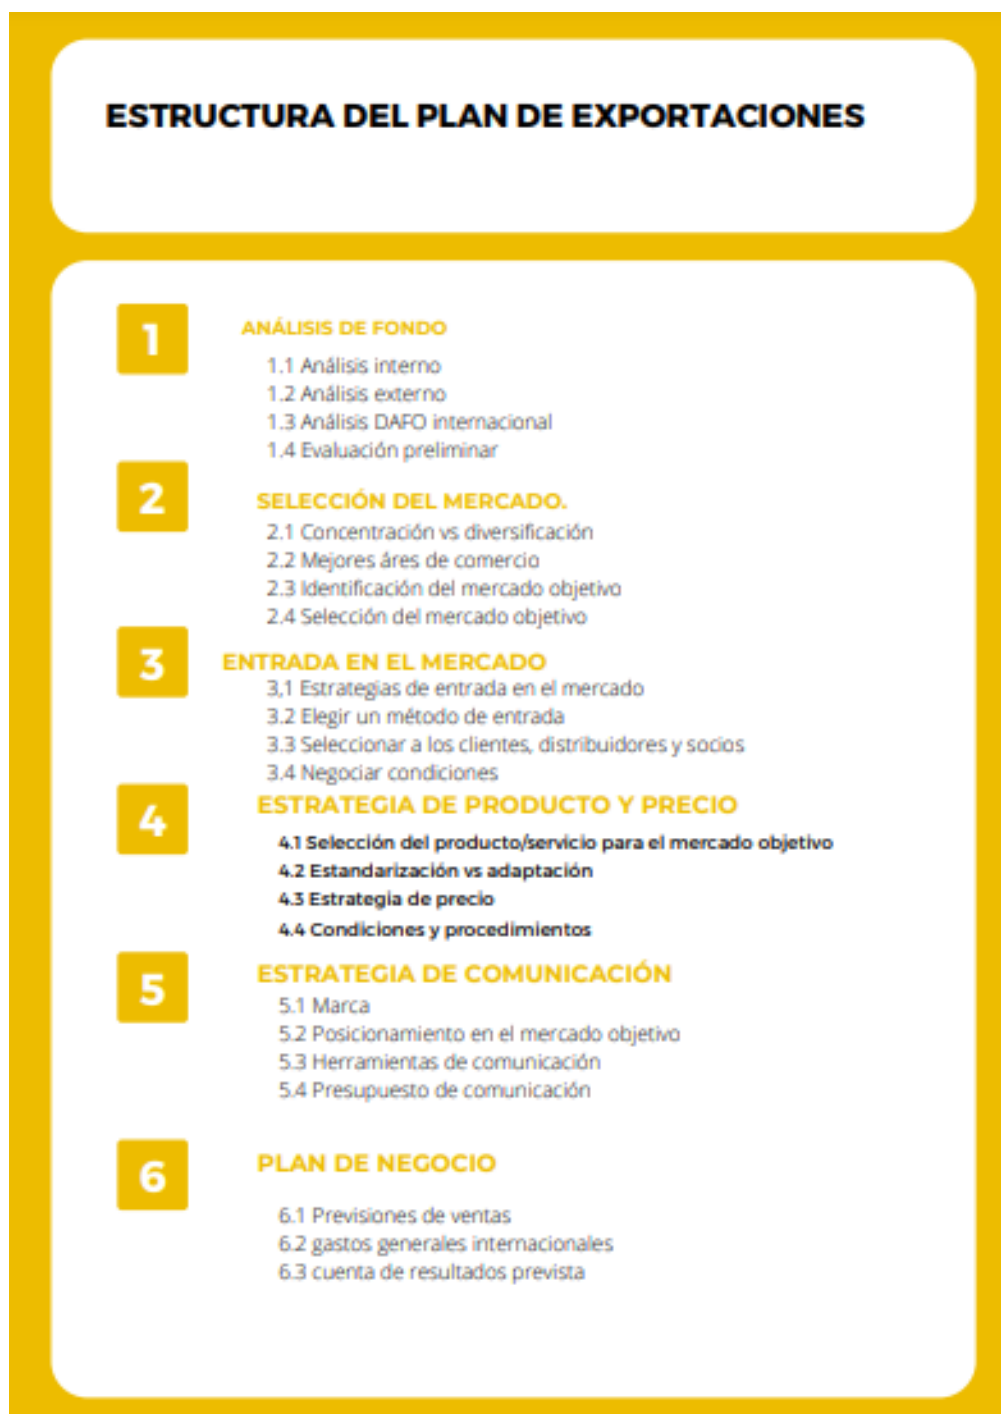 ESTRUCTURA DEL PLAN DE EXPORTACIONES
1
ANÁLISIS DE FONDO
1.1 Análisis interno
1.2 Análisis externo
1.3 Análisis DAFO internacional
1.4 Evaluación preliminar
2
SELECCIÓN DEL MERCADO.
2.1 Concentración vs diversificación
2.2 Mejores áres de comercio
2.3 Identificación del mercado objetivo
2.4 Selección del mercado objetivo
3
ENTRADA EN EL MERCADO
3,1 Estrategias de entrada en el mercado
3.2 Elegir un método de entrada
3.3 Seleccionar a los clientes, distribuidores y socios
3.4 Negociar condiciones
4
ESTRATEGIA DE PRODUCTO Y PRECIO
4.1 Selección del producto/servicio para el mercado objetivo
4.2 Estandarización vs adaptación
4.3 Estrategia de precio
4.4 Condiciones y procedimientos
5
ESTRATEGIA DE COMUNICACIÓN
5.1 Marca
5.2 Posicionamiento en el mercado objetivo
5.3 Herramientas de comunicación
5.4 Presupuesto de comunicación
6
PLAN DE NEGOCIO
6.1 Previsiones de ventas
6.2 gastos generales internacionales
6.3 cuenta de resultados prevista